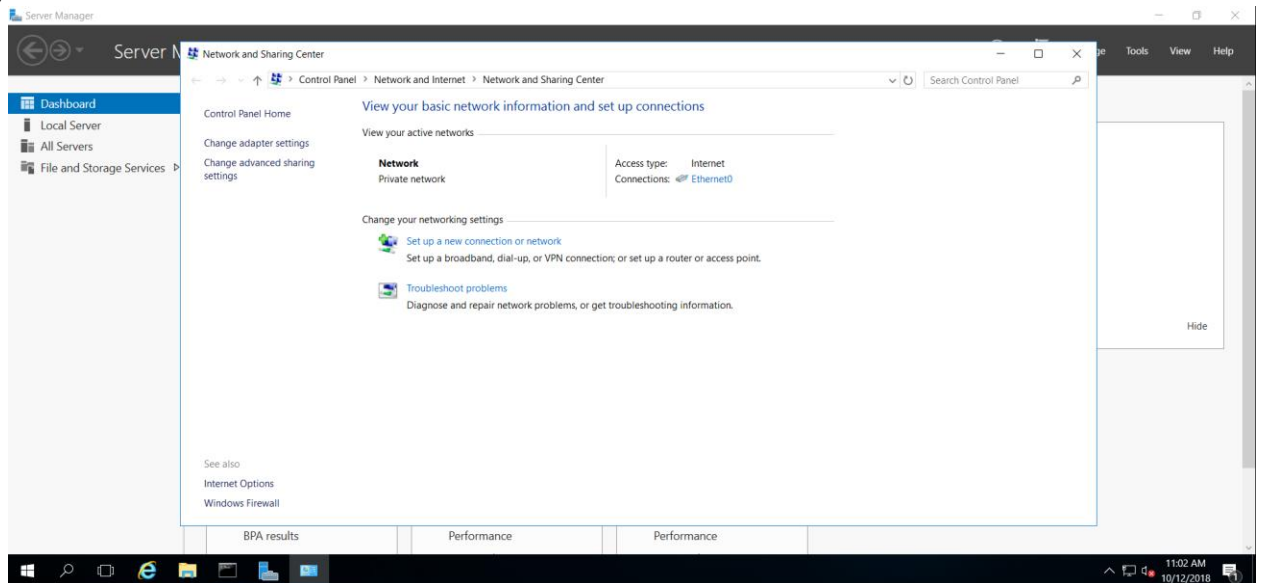 Server Manager
Server M
ge Tools View Help
Dashboard
Local Server
All Servers
File and Storage Services
Network and Sharing Center
Control Panel > Network and Internet > Network and Sharing Center
Search Control Panel
Control Panel Home
Change adapter settings
Change advanced sharing
settings
View your basic network information and set up connections
View your active networks
Network
Private network
Access type: Internet
Connections: Ethernet0
Change your networking settings
Set up a new connection or network
Set up a broadband, dial-up, or VPN connection; or set up a router or access point.
Troubleshoot problems
Diagnose and repair network problems, or get troubleshooting information.
See also
Internet Options
Windows Firewall
Hide
BPA results
Performance
Performance
11:02 AM
10/12/2018
1